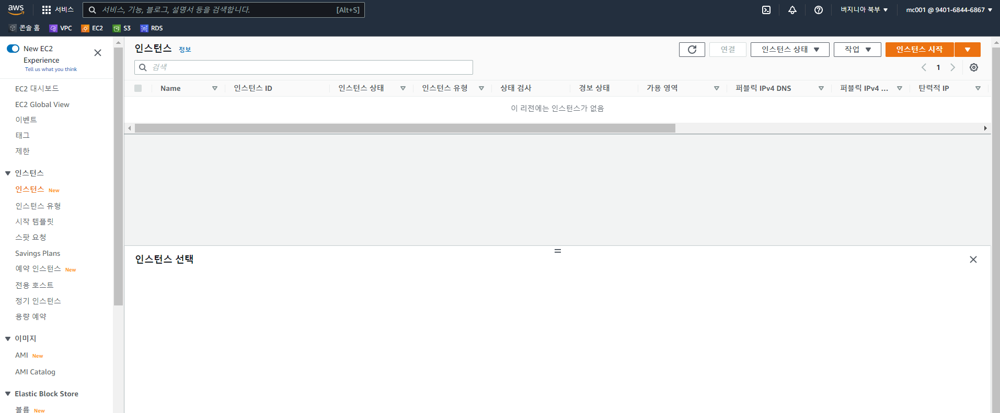 aws 서비스 서비스, 기능, 블로그, 설명서 등을 검색합니다. [Alt+S] 버지니아 북부 ▼ mc001 @ 9401-6844-6867 ▼
콘솔 홈 VPC EC2 S3 RDS
New EC2
Experience
Tell us what you think
EC2 대시보드
EC2 Global View
이벤트
태그
제한
인스턴스
인스턴스 New
인스턴스 유형
시작 템플릿
스팟 요청
Savings Plans
예약 인스턴스 New
전용 호스트
정기 인스턴스
용량 예약
이미지
AMI New
AMI Catalog
Elastic Block Store
볼륨 New
인스턴스 정보 연결 인스턴스 상태 ▼ 작업 ▼ 인스턴스 시작 ▼
검색 1
Name 인스턴스 ID 인스턴스 상태 인스턴스 유형 상태 검사 경보 상태 가용 영역 퍼블릭 IPv4 DNS 퍼블릭 IPv4 ... 탄력적 IP
이 리전에는 인스턴스가 없음
인스턴스 선택